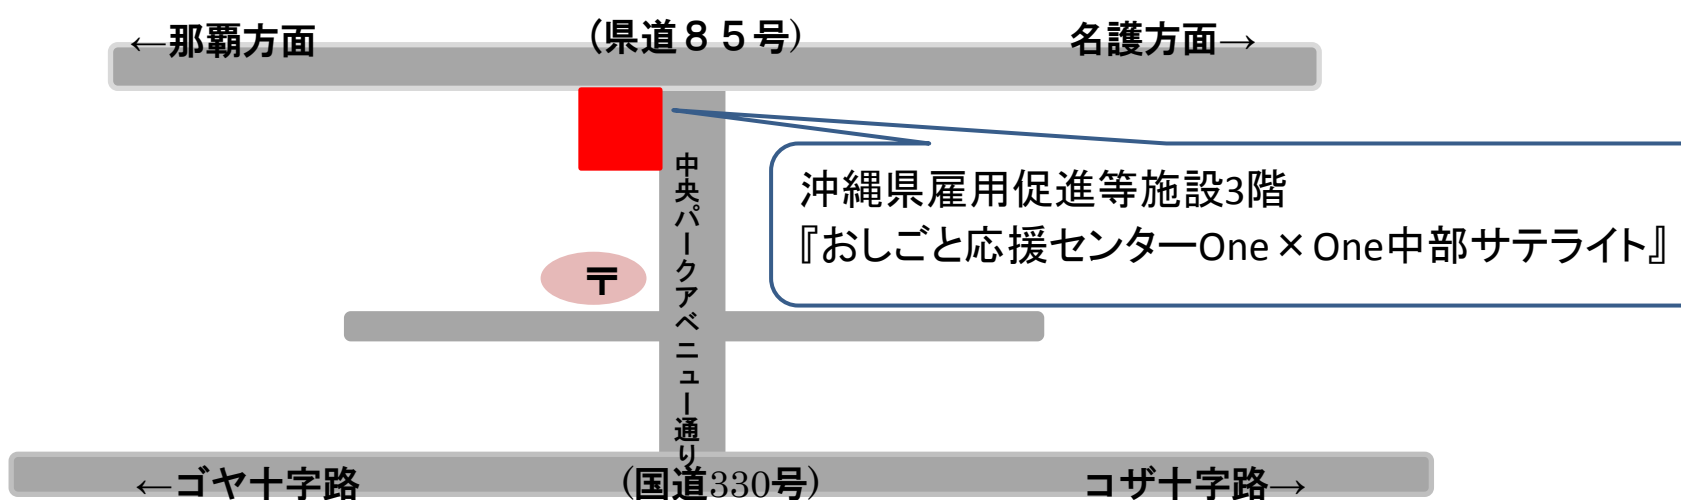 ←那覇方面
(県道８５号)
名護方面→
中央パークアベニュー通り
沖縄県雇用促進等施設3階
『おしごと応援センターOne×One中部サテライト』
〒
←ゴヤ十字路
(国道330号)
コザ十字路→